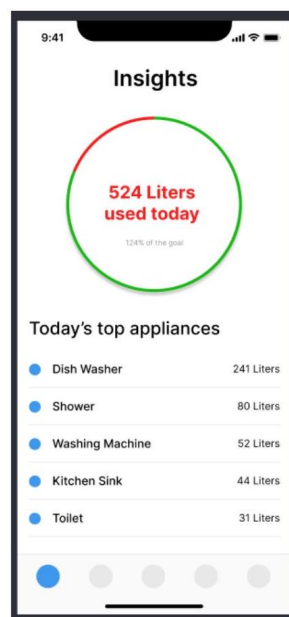 9:41
Insights
524 Liters
used today
124% of the goal
Today's top appliances
Dish Washer 241 Liters
Shower 80 Liters
Washing Machine 52 Liters
Kitchen Sink 44 Liters
Toilet 31 Liters